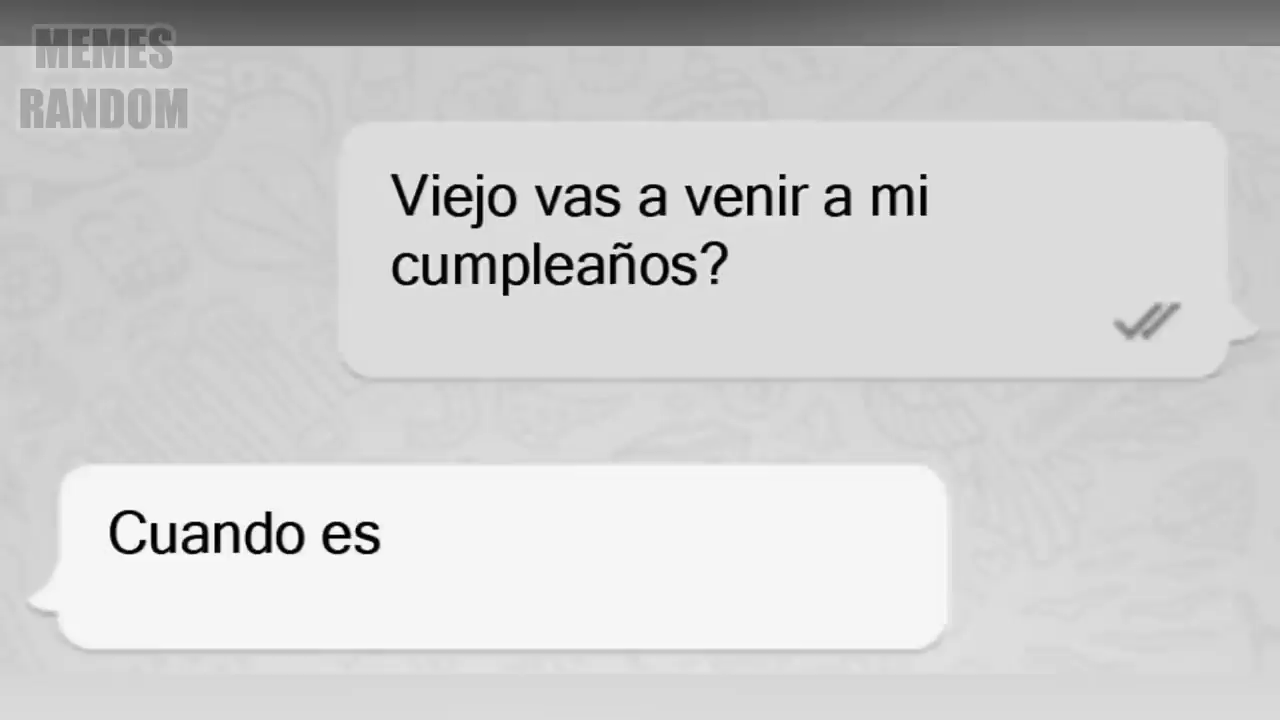 MEMES
RANDOM
Viejo vas a venir a mi
cumpleaños?
Cuando es